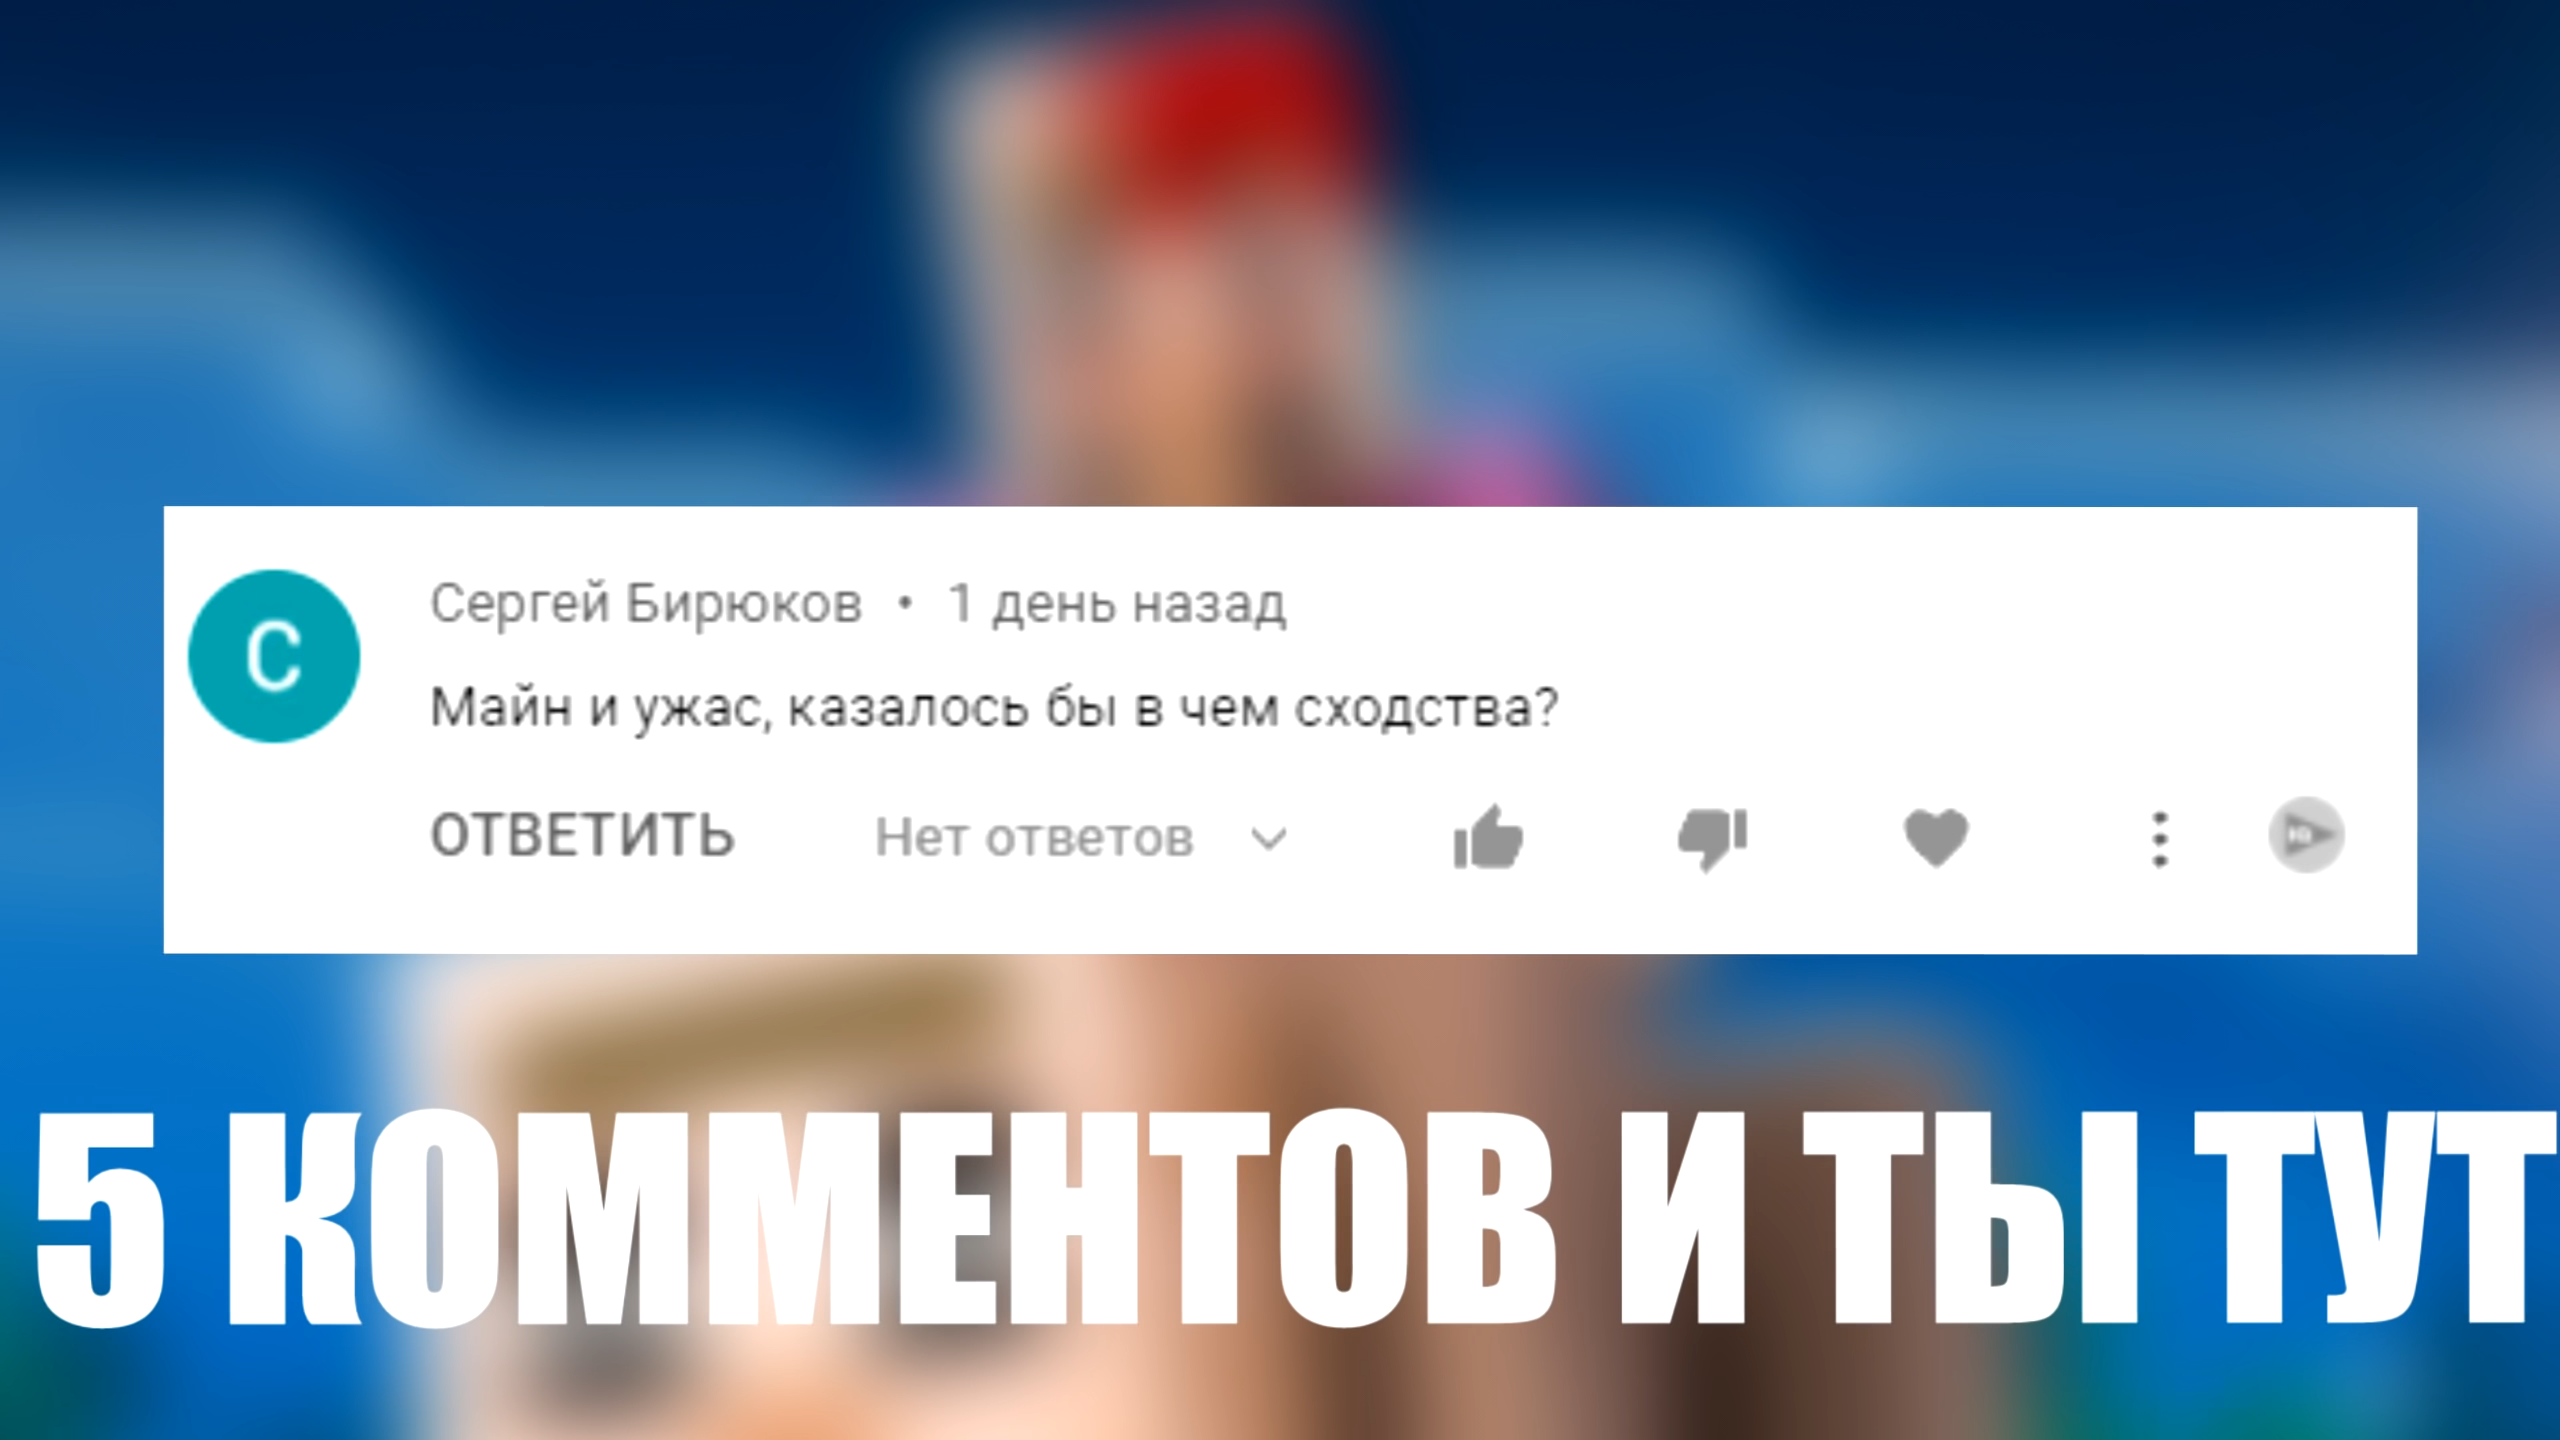 С
Сергей Бирюков • 1 день назад
Майн и ужас, казалось бы в чем сходства?
ОТВЕТИТЬ Нет ответов
5 КОММЕНТОВ И ТЫ ТУТ